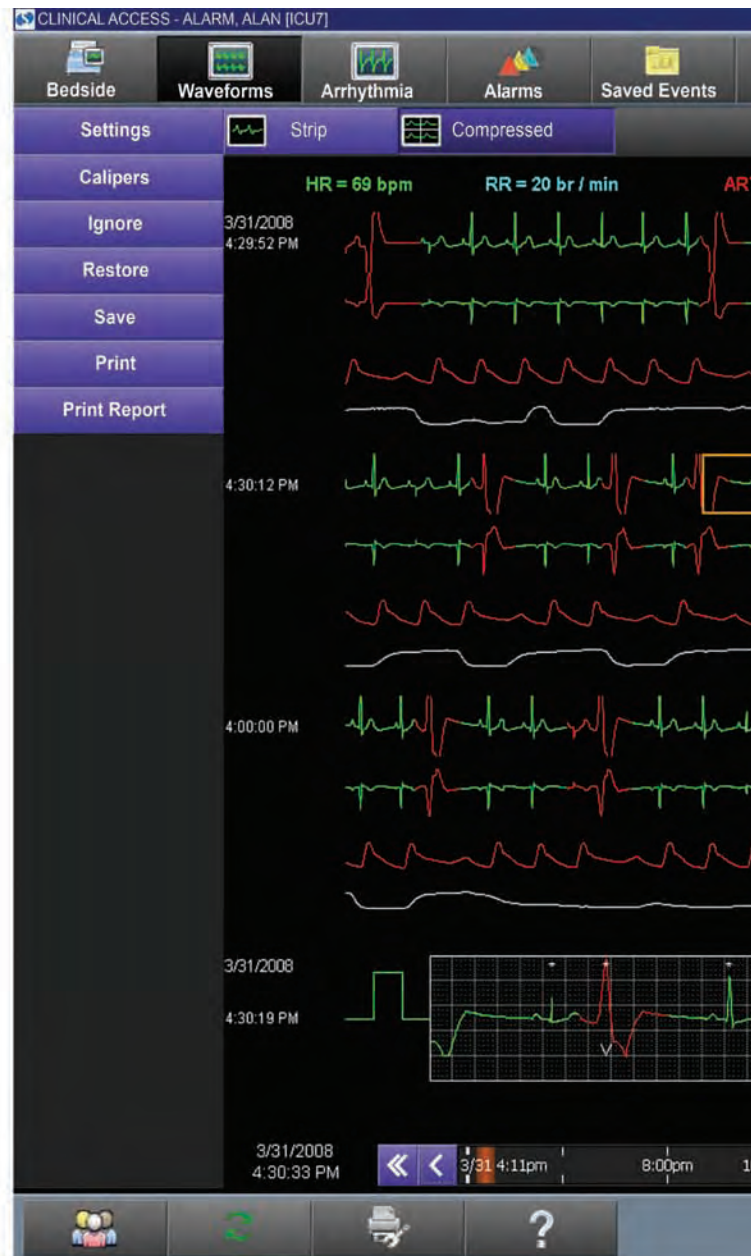 CLINICAL ACCESS - ALARM, ALAN [ICU7]
Bedside Waveforms Arrhythmia Alarms Saved Events
Settings Strip Compressed
Calipers
HR = 69 bpm RR = 20 br / min AR
Ignore
3/31/2008
4:29:52 PM
Restore
Save
Print
Print Report
4:30:12 PM
4:00:00 PM
3/31/2008
4:30:19 PM
V
3/31/2008
4:30:33 PM
3/31 4:11pm 8:00pm 1
?